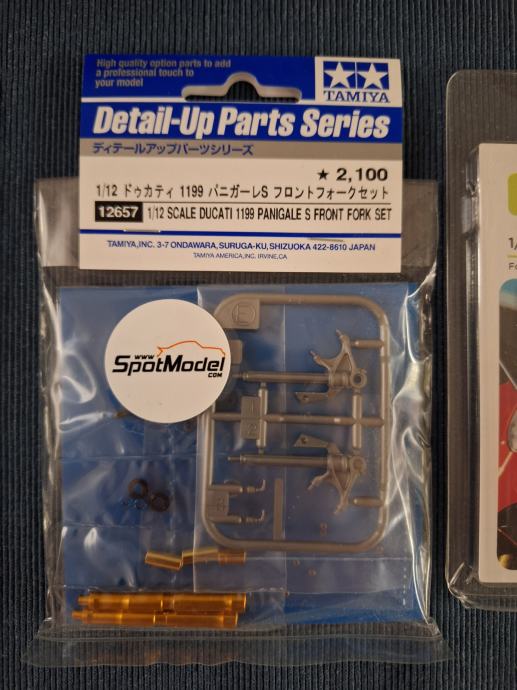 High quality option parts to add
a professional touch to
your model
TAMIYA
Detail-Up Parts Series
ディテールアップパーツシリーズ
★ 2,100
1/12 ドゥカティ 1199 パニガーレS フロントフォークセット
12657 1/12 SCALE DUCATI 1199 PANIGALE S FRONT FORK SET
TAMIYA, INC. 3-7 ONDAWARA, SURUGA-KU, SHIZUOKA 422-8610 JAPAN
TAMIYA AMERICA, INC. IRVINE, CA
www
SpotModel
.COM